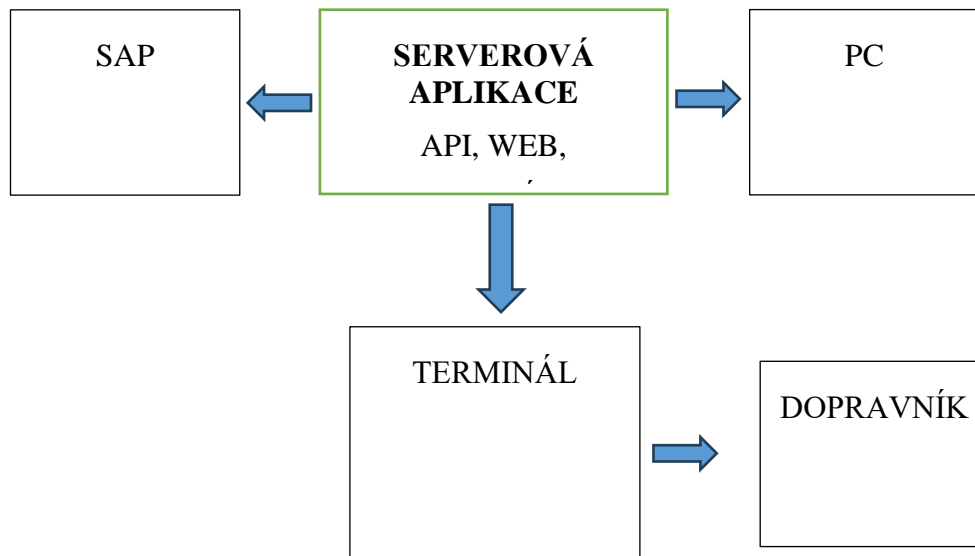 SAP
SERVEROVÁ
APLIKACE
API, WEB,
PC
TERMINÁL
DOPRAVNÍK